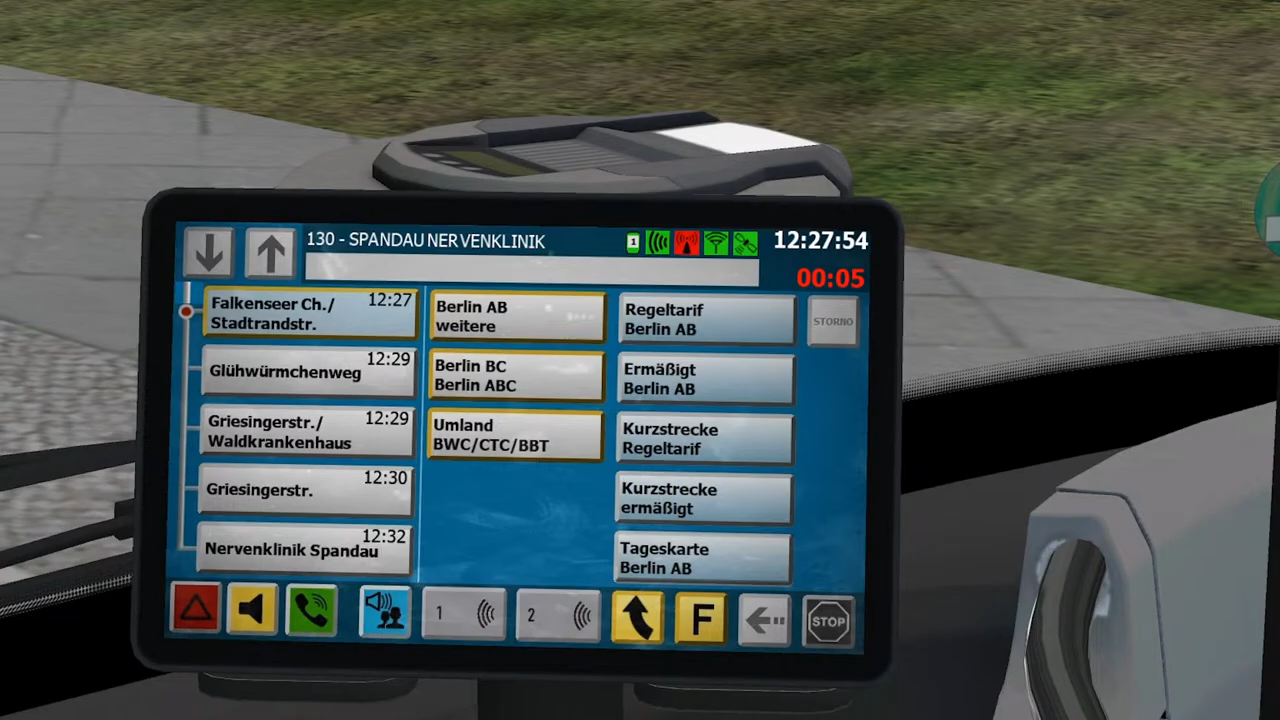 130 - SPANDAU NERVENKLINIK
1
12:27:54
00:05
Falkenseer Ch./
Stadtrandstr.
12:27
Glühwürmchenweg
12:29
Griesingerstr./
Waldkrankenhaus
12:29
Griesingerstr.
12:30
Nervenklinik Spandau
12:32
Berlin AB
weitere
Berlin BC
Berlin ABC
Umland
BWC/CTC/BBT
Regeltarif
Berlin AB
Ermäßigt
Berlin AB
Kurzstrecke
Regeltarif
Kurzstrecke
ermäßigt
Tageskarte
Berlin AB
STORNO
1
2
F
STOP